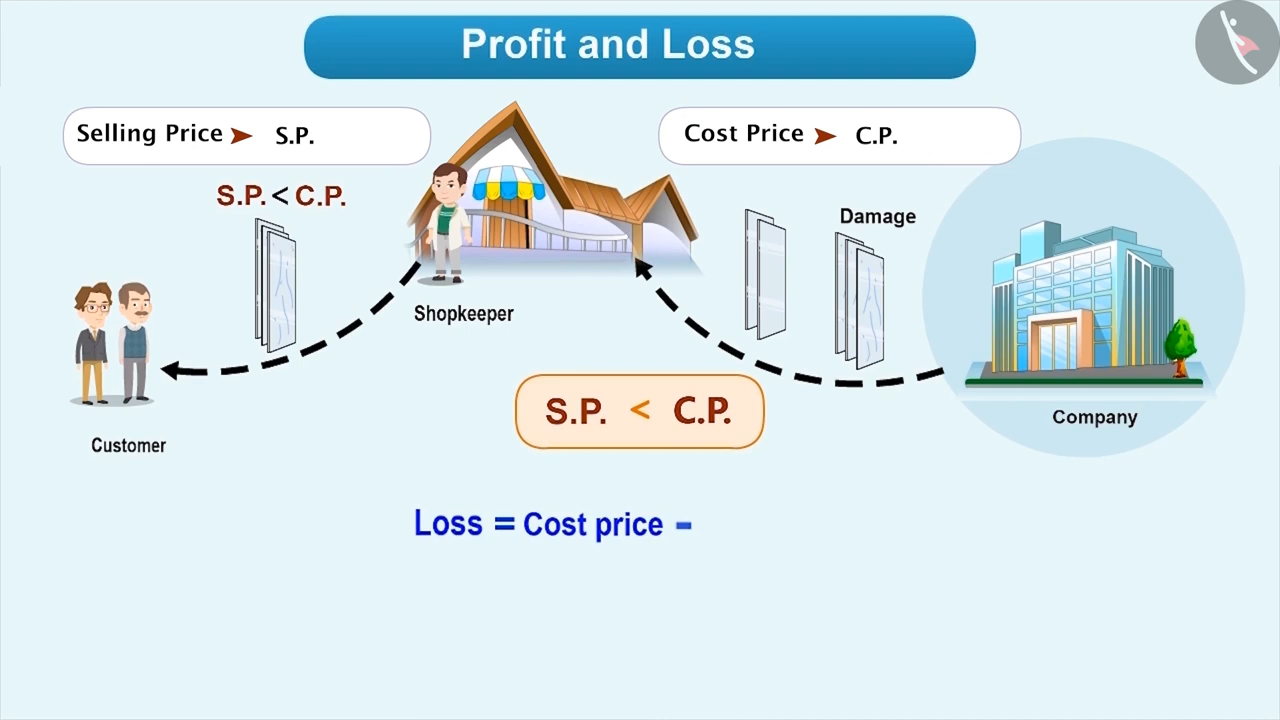 Profit and Loss
Selling Price ➤ S.P.
Cost Price ➤ C.P.
S.P. < C.P.
Damage
Shopkeeper
Customer
Company
S.P. < C.P.
Loss = Cost price -